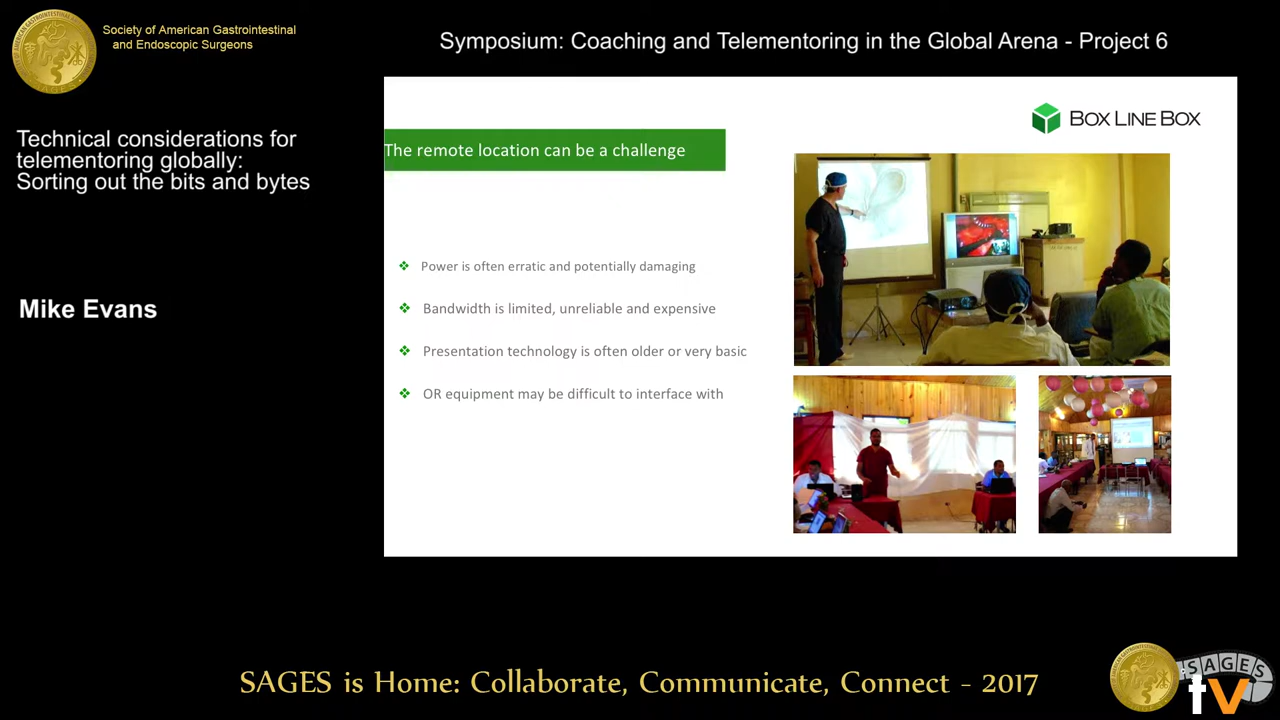 Society of American Gastrointestinal
and Endoscopic Surgeons
Symposium: Coaching and Telementoring in the Global Arena - Project 6
Technical considerations for
telementoring globally:
Sorting out the bits and bytes
Mike Evans
BOX LINE BOX
The remote location can be a challenge
❖ Power is often erratic and potentially damaging
❖ Bandwidth is limited, unreliable and expensive
❖ Presentation technology is often older or very basic
❖ OR equipment may be difficult to interface with
SAGES is Home: Collaborate, Communicate, Connect - 2017
SAGES
tv